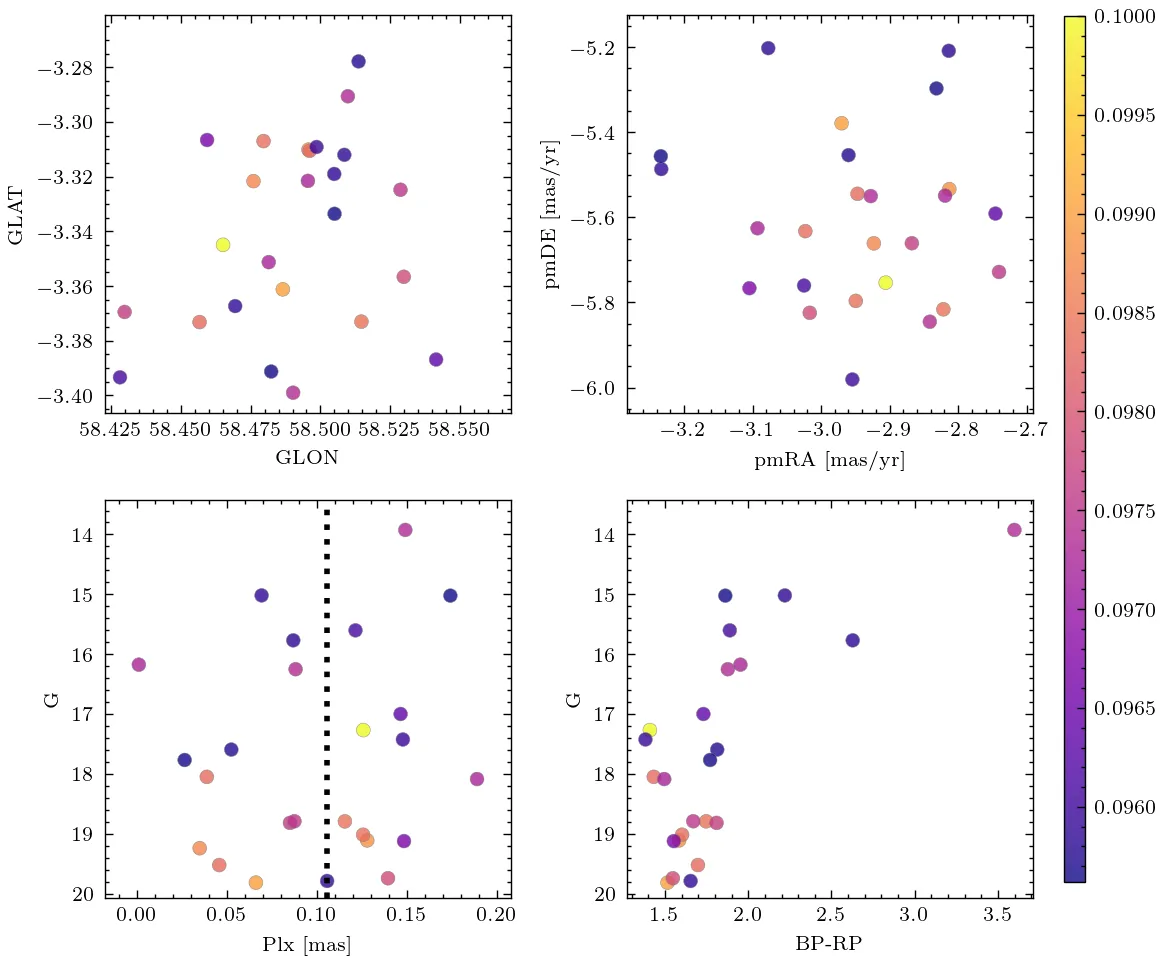 −3.28
−3.30
−3.32
−3.34
−3.36
−3.38
−3.40
GLAT
58.425 58.450 58.475 58.500 58.525 58.550
GLON
−5.2
−5.4
−5.6
−5.8
−6.0
pmDE [mas/yr]
−3.2 −3.1 −3.0 −2.9 −2.8 −2.7
pmRA [mas/yr]
14
15
16
17
18
19
20
G
0.00 0.05 0.10 0.15 0.20
Plx [mas]
14
15
16
17
18
19
20
G
1.5 2.0 2.5 3.0 3.5
BP-RP
0.1000
0.0995
0.0990
0.0985
0.0980
0.0975
0.0970
0.0965
0.0960